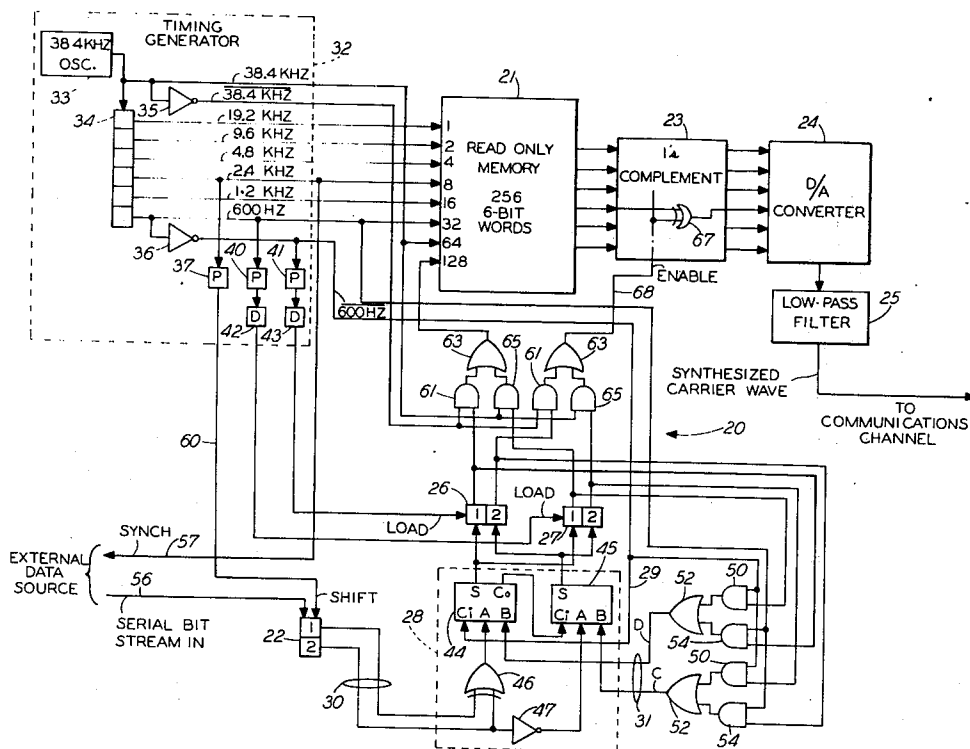 TIMING
GENERATOR
38.4KHZ
OSC.
33
32
34
35
38.4 KHZ
38.4 KHZ
19.2 KHZ
9.6 KHZ
4.8 KHZ
2.4 KHZ
1.2 KHZ
600HZ
36
37
P
40
P
41
P
42
D
43
D
600HZ
21
1
2
4
8
16
32
64
128
READ ONLY
MEMORY
256
6-BIT
WORDS
23
1's
COMPLEMENT
67
ENABLE
68
24
D/A
CONVERTER
LOW-PASS
FILTER
25
SYNTHESIZED
CARRIER WAVE
TO
COMMUNICATIONS
CHANNEL
20
63
65
61
63
61
65
60
26
1 2
LOAD
LOAD
1 2
27
SYNCH
57
EXTERNAL
DATA
SOURCE
56
SERIAL BIT
STREAM IN
SHIFT
22
1
2
30
28
S Co
Ci A B
44
45
S
Ci A B
29
46
47
D
31
C
52
50
54
52
50
54